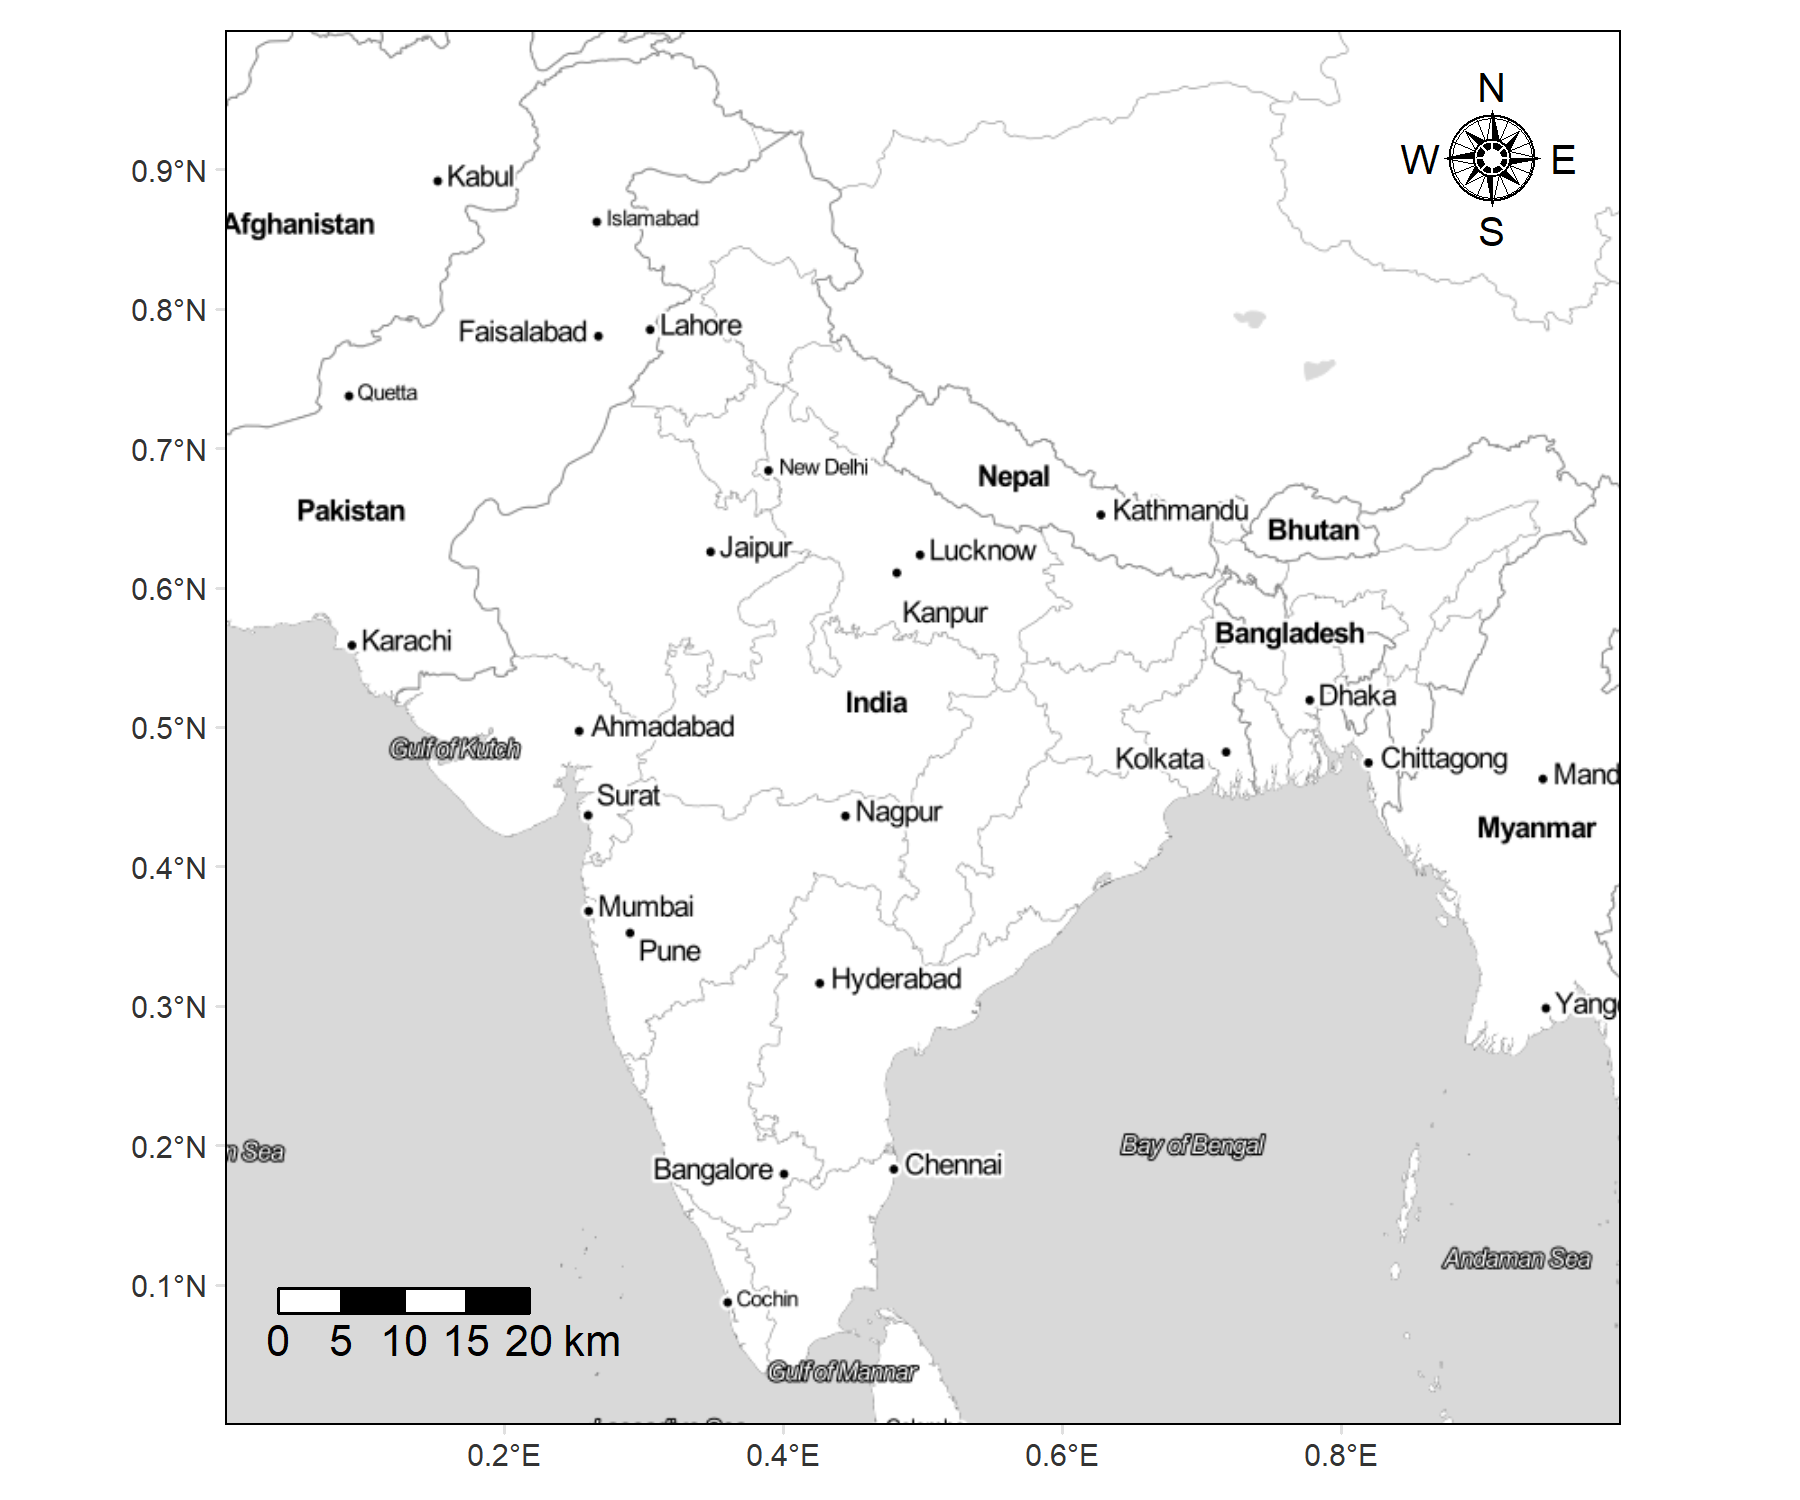 N
W E
S
0.9°N
Kabul
Afghanistan
Islamabad
0.8°N
Faisalabad
Lahore
Quetta
0.7°N
New Delhi
Nepal
Pakistan
Kathmandu
Bhutan
Jaipur
Lucknow
0.6°N
Kanpur
Bangladesh
Karachi
India
Dhaka
0.5°N
Ahmadabad
Gulf of Kutch
Kolkata
Chittagong
Mand
Surat
Nagpur
Myanmar
0.4°N
Mumbai
Pune
Hyderabad
0.3°N
Yang
0.2°N
n Sea
Bay of Bengal
Bangalore
Chennai
Andaman Sea
0.1°N
Cochin
0 5 10 15 20 km
Gulf of Mannar
0.2°E 0.4°E 0.6°E 0.8°E